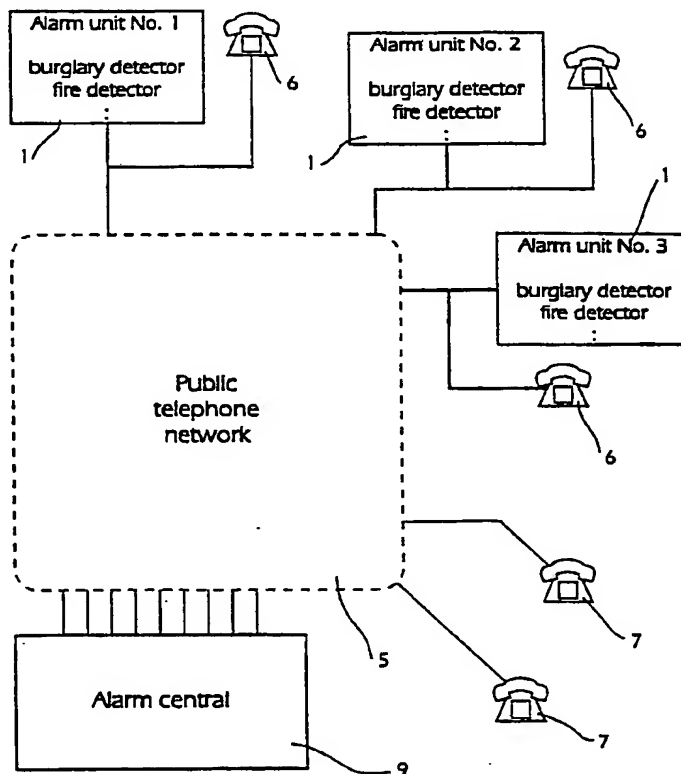 Alarm unit No. 1
burglary detector
fire detector
1
6
Alarm unit No. 2
burglary detector
fire detector
1
6
1
Alarm unit No. 3
burglary detector
fire detector
6
Public
telephone
network
5
7
7
Alarm central
9